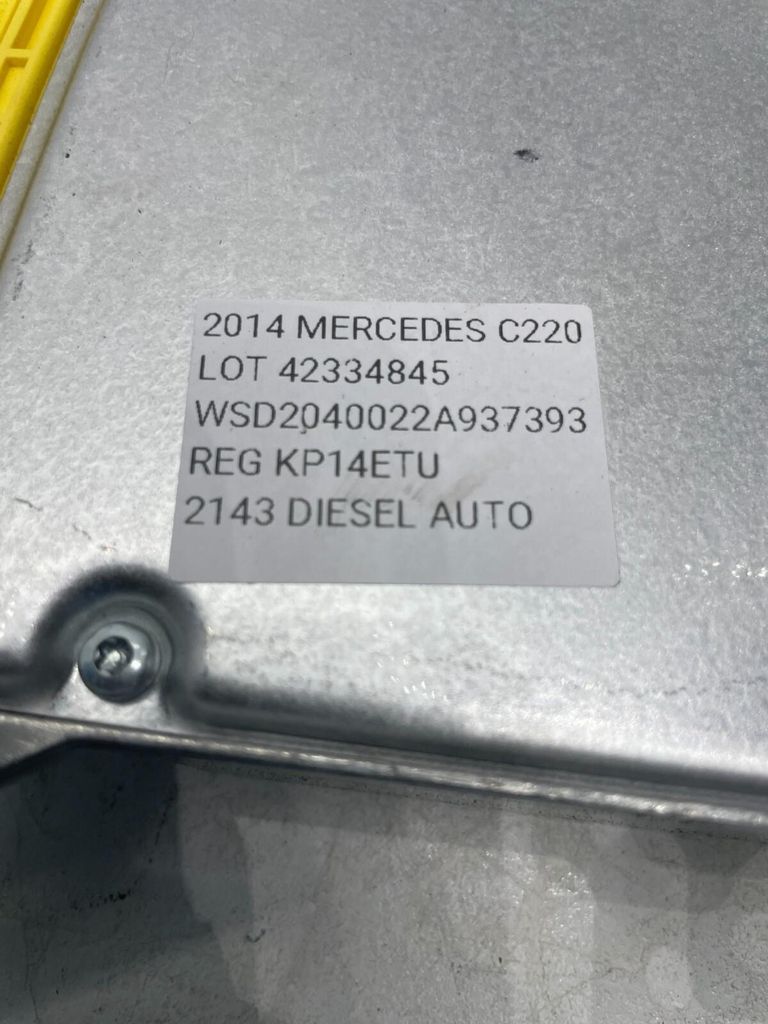 2014 MERCEDES C220
LOT 42334845
WSD2040022A937393
REG KP14ETU
2143 DIESEL AUTO